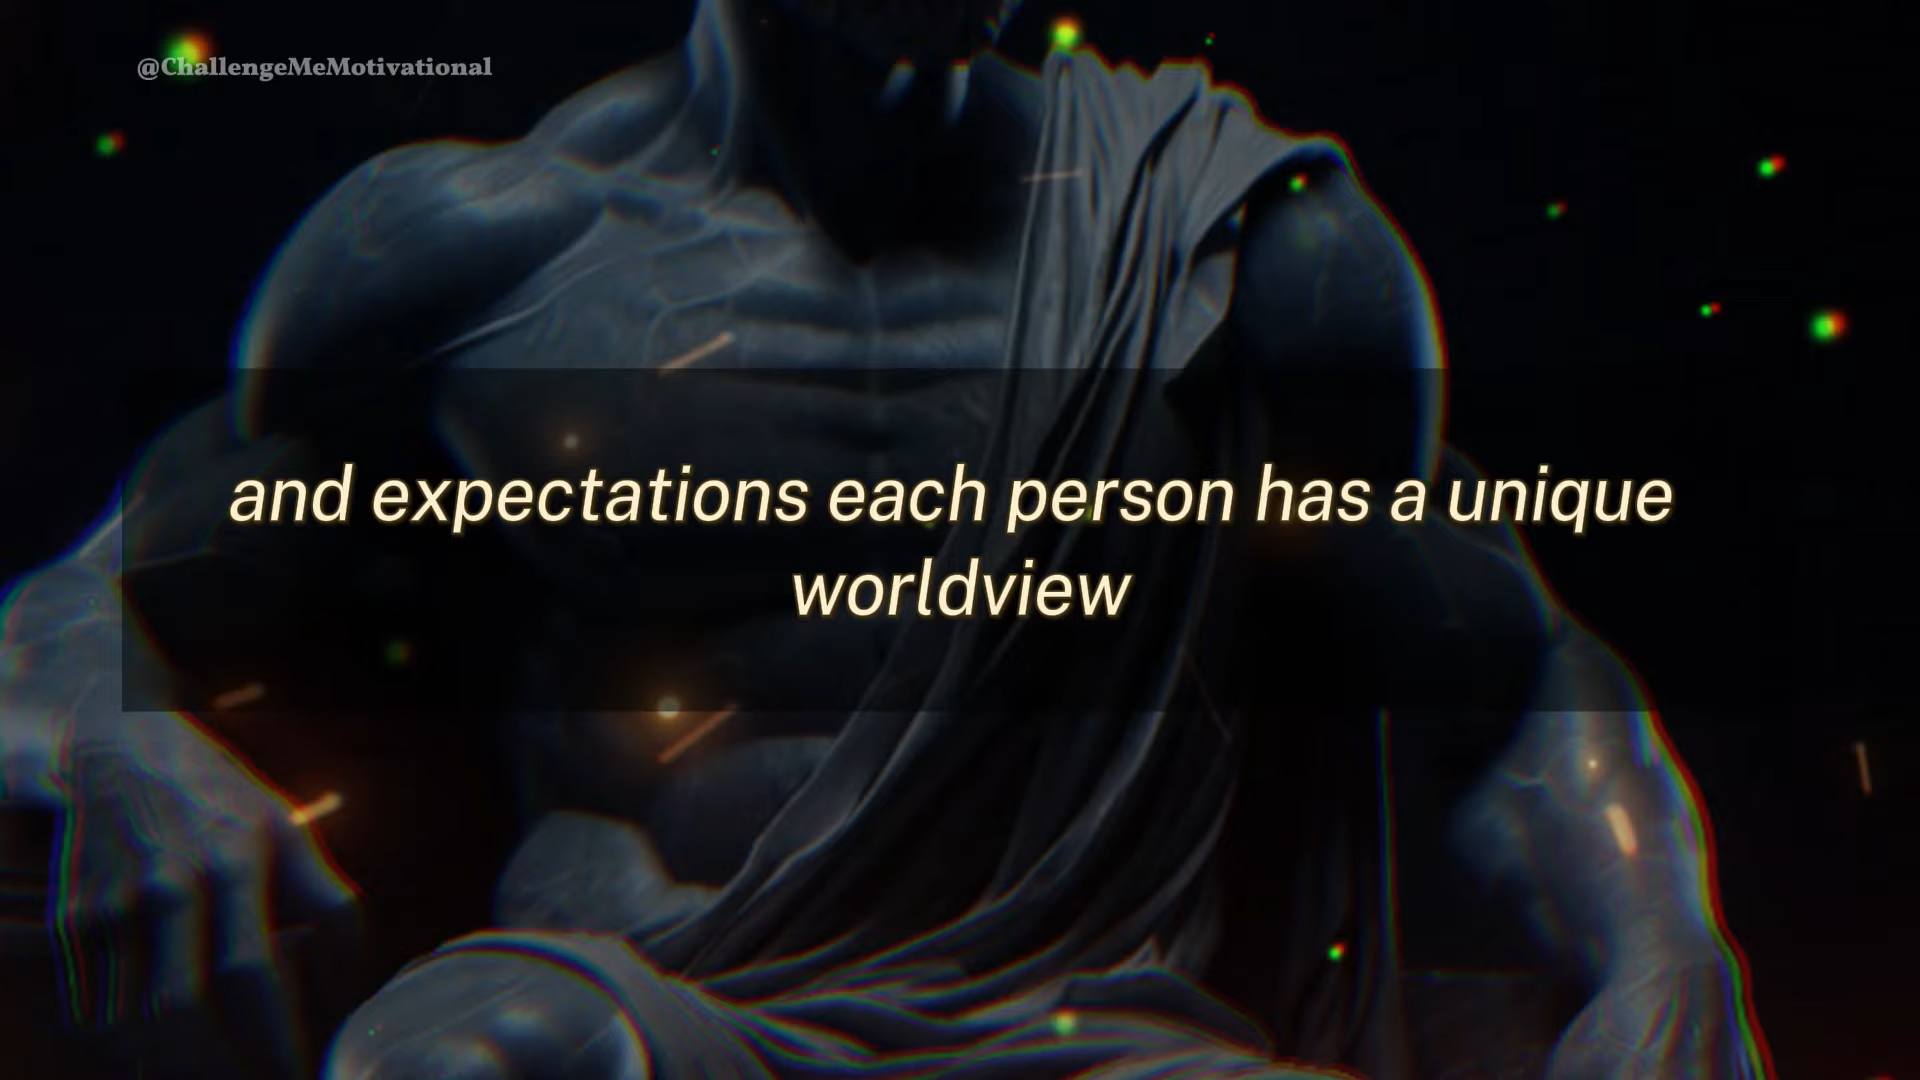 @ChallengeMeMotivational
and expectations each person has a unique
worldview